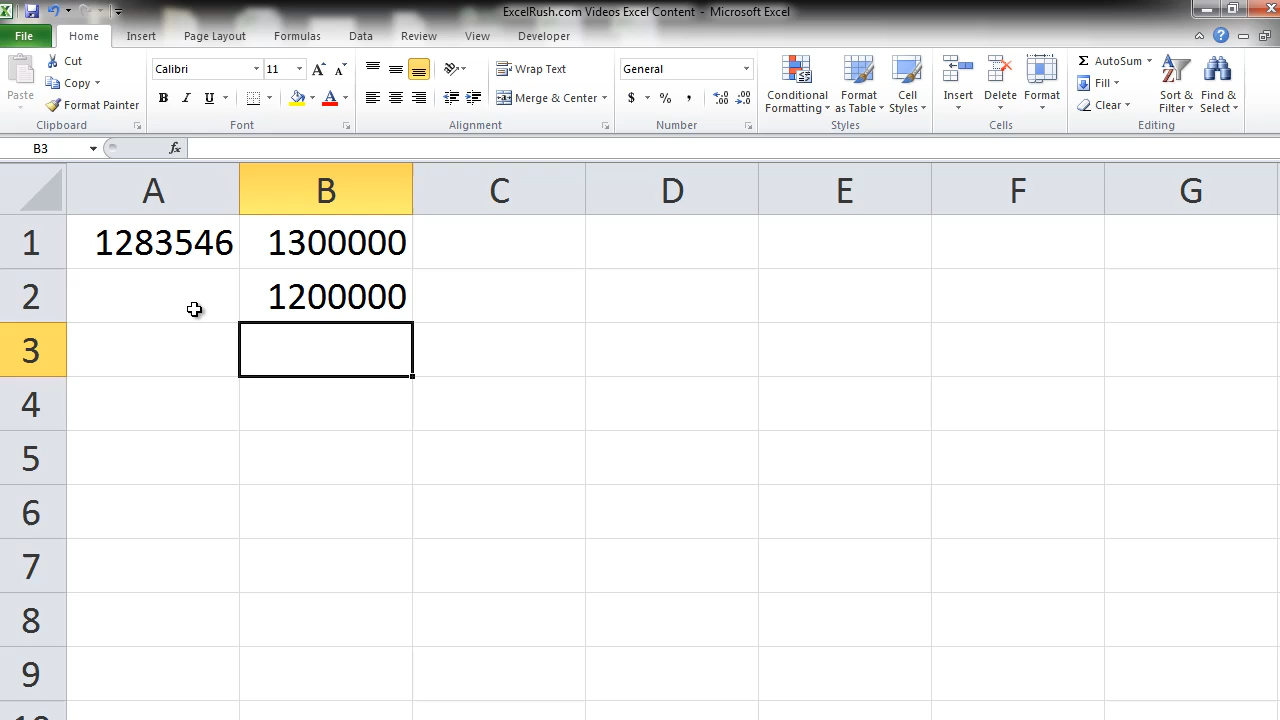 ExcelRush.com Videos Excel Content - Microsoft Excel
File Home Insert Page Layout Formulas Data Review View Developer
Paste
Cut
Copy
Format Painter
Clipboard
Calibri 11
B I U
Font
Wrap Text
Merge & Center
Alignment
General
$ % ,
Number
Conditional Formatting
Format as Table
Cell Styles
Styles
Insert
Delete
Format
Cells
AutoSum
Fill
Clear
Sort & Filter
Find & Select
Editing
B3 fx
A B C D E F G
1 1283546 1300000
2 1200000
3
4
5
6
7
8
9
10